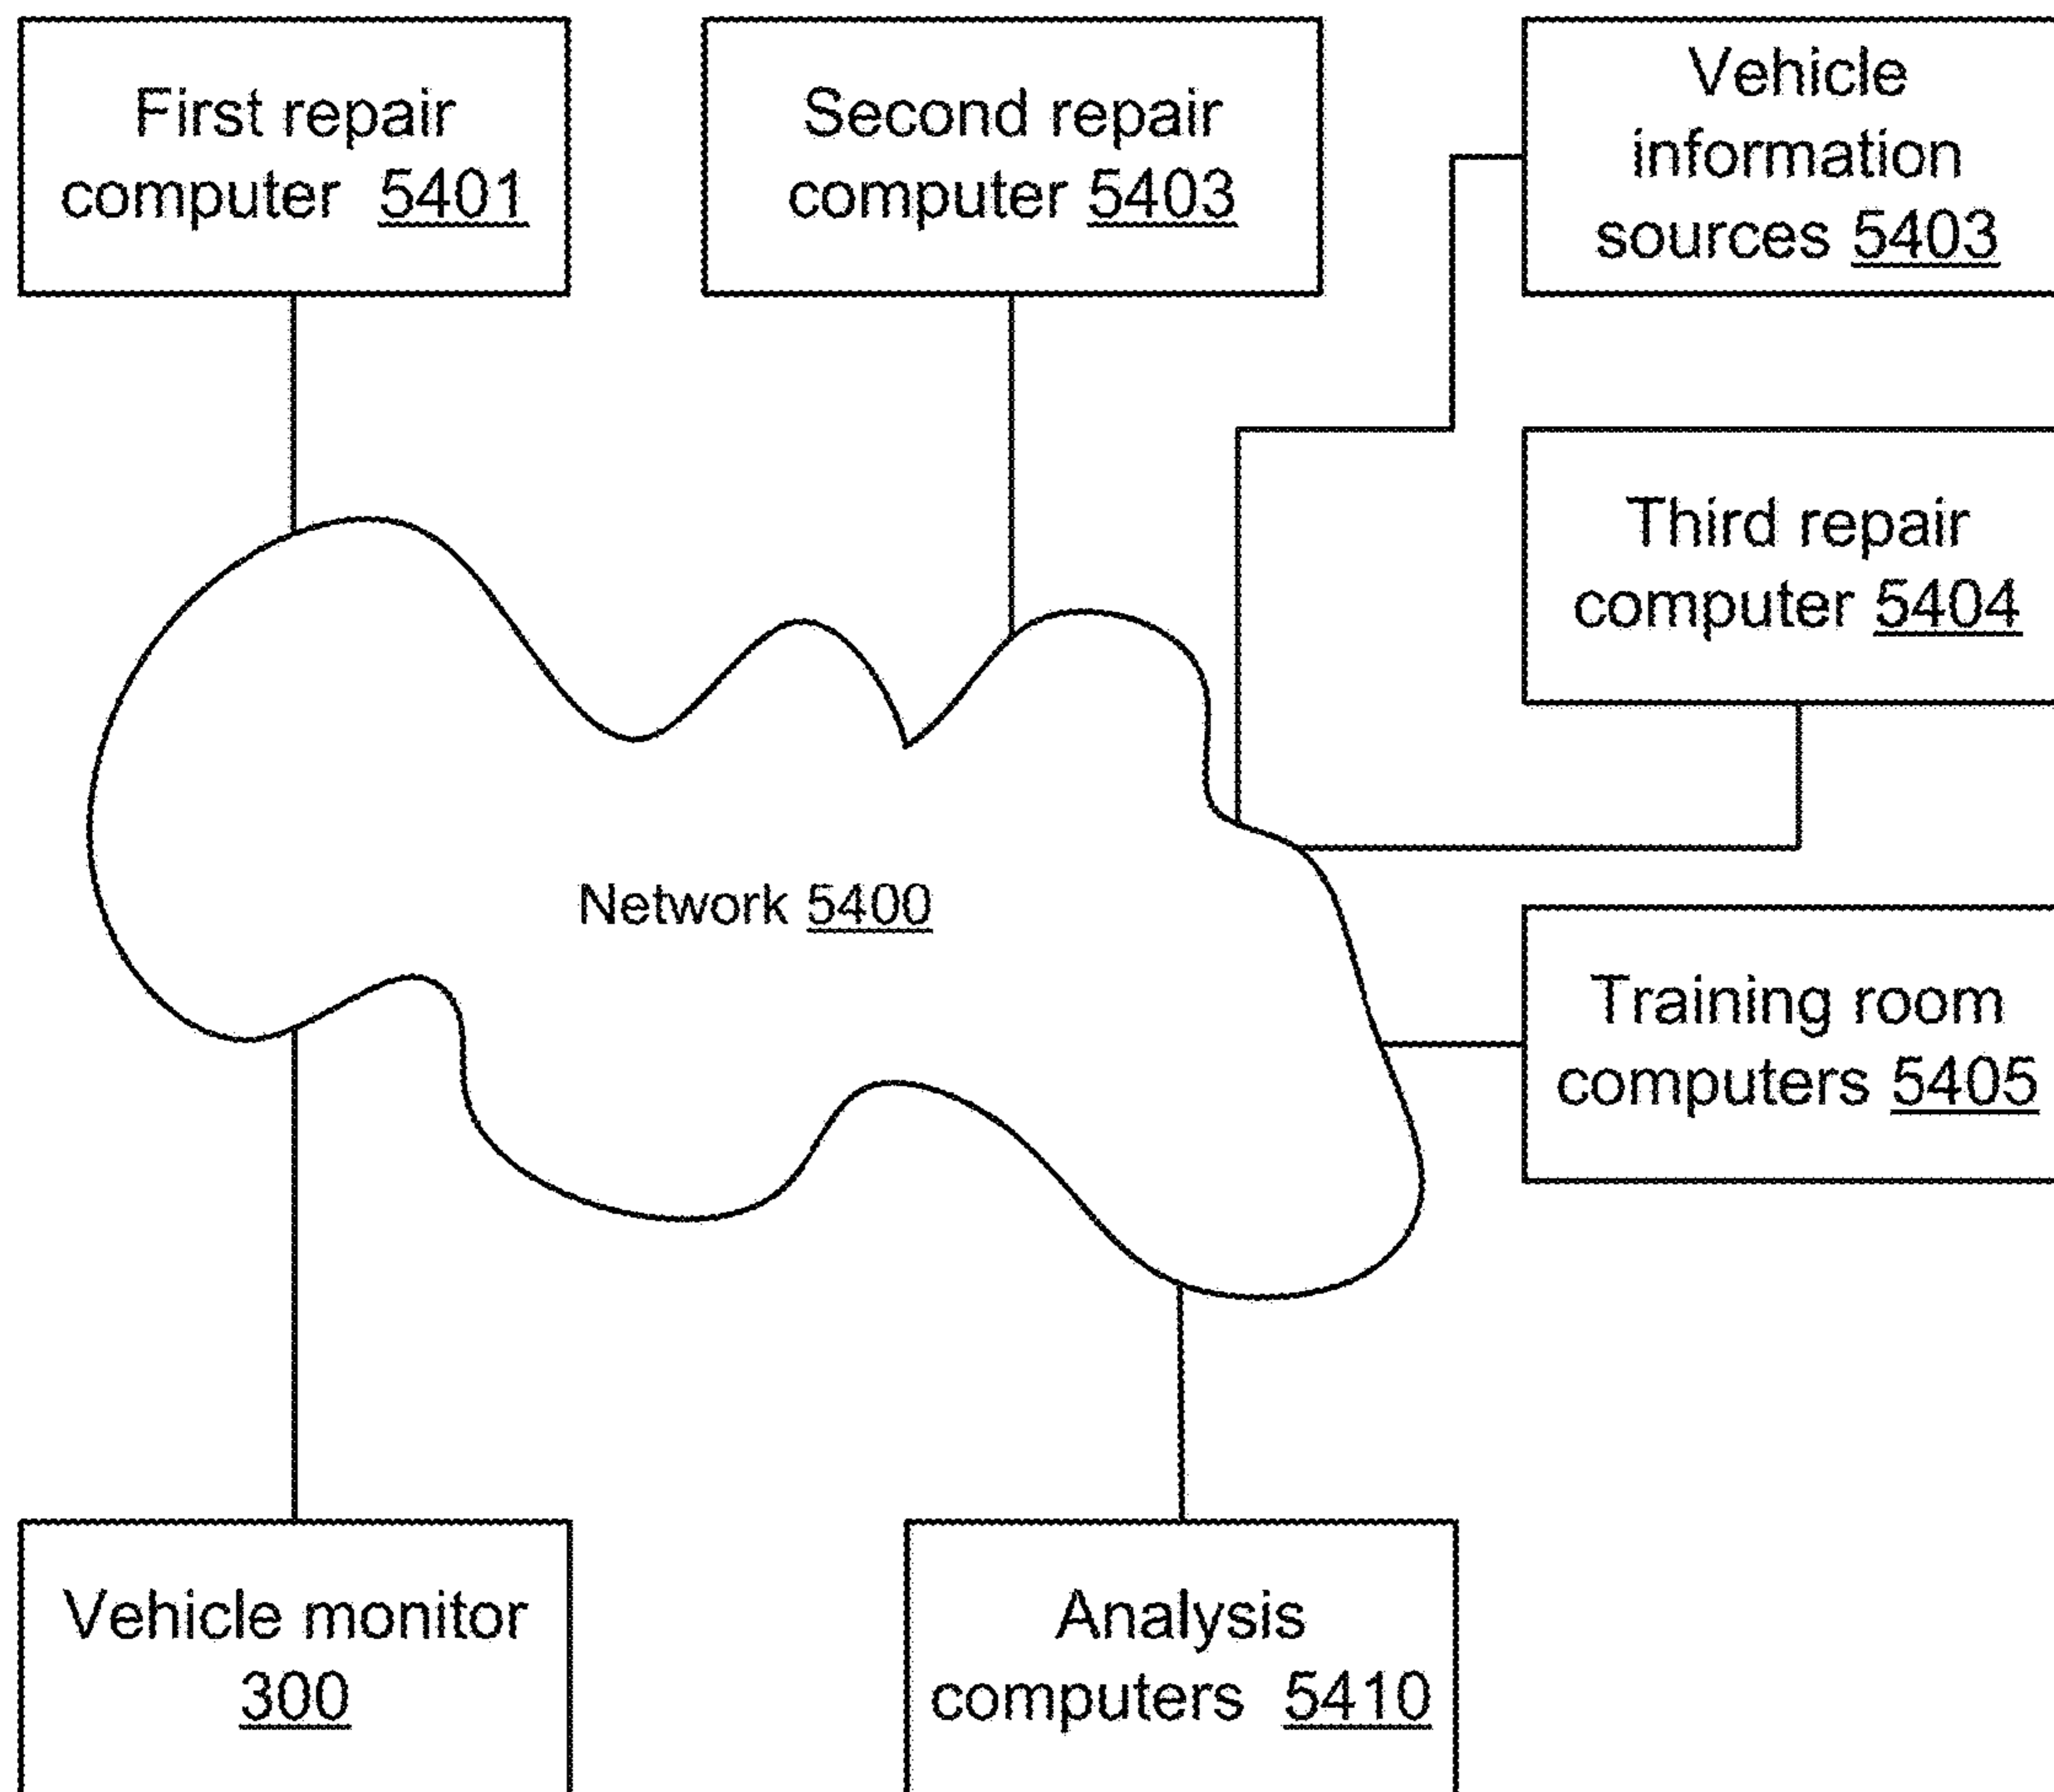 First repair
computer 5401
Second repair
computer 5403
Vehicle
information
sources 5403
Third repair
computer 5404
Network 5400
Training room
computers 5405
Vehicle monitor
300
Analysis
computers 5410